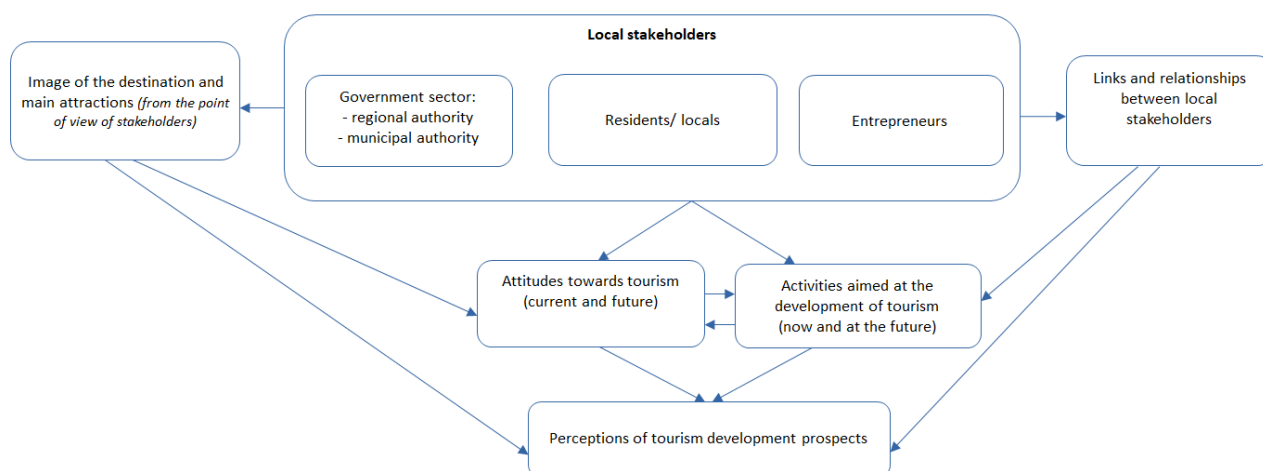 Local stakeholders
Image of the destination and
main attractions (from the point
of view of stakeholders)
Government sector:
- regional authority
- municipal authority
Residents/ locals
Entrepreneurs
Links and relationships
between local
stakeholders
Attitudes towards tourism
(current and future)
Activities aimed at the
development of tourism
(now and at the future)
Perceptions of tourism development prospects